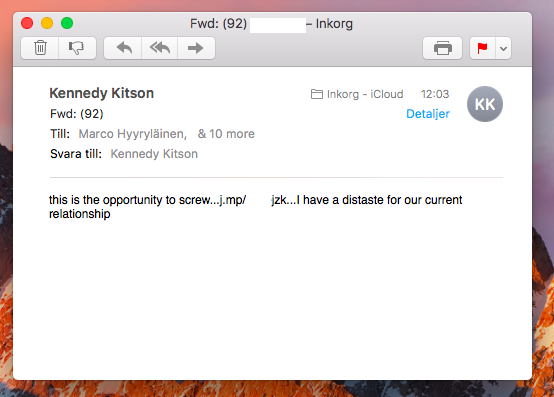 Fwd: (92) – Inkorg
Kennedy Kitson
Inkorg - iCloud 12:03
KK
Fwd: (92)
Detaljer
Till: Marco Hyyryläinen, & 10 more
Svara till: Kennedy Kitson
this is the opportunity to screw...j.mp/ jzk...I have a distaste for our current
relationship